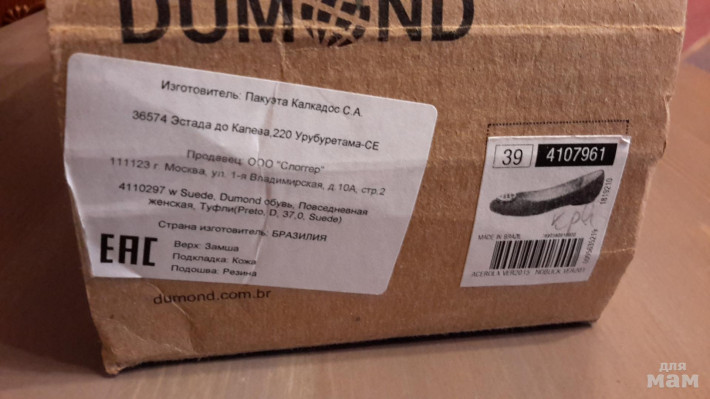 DUMOND
Изготовитель: Пакуэта Калкадос С.А.
36574 Эстада до Капева,220 Урубуретама-СЕ
Продавец: ООО "Слоггер"
111123 г. Москва, ул. 1-я Владимирская, д.10А, стр.2
4110297 w Suede, Dumond обувь, Повседневная
женская, Туфли(Preto, D, 37,0, Suede)
Страна изготовитель: БРАЗИЛИЯ
EAC
Верх: Замша
Подкладка: Кожа
Подошва: Резина
dumond.com.br
39 4107961
MADE IN BRAZIL
для
мам